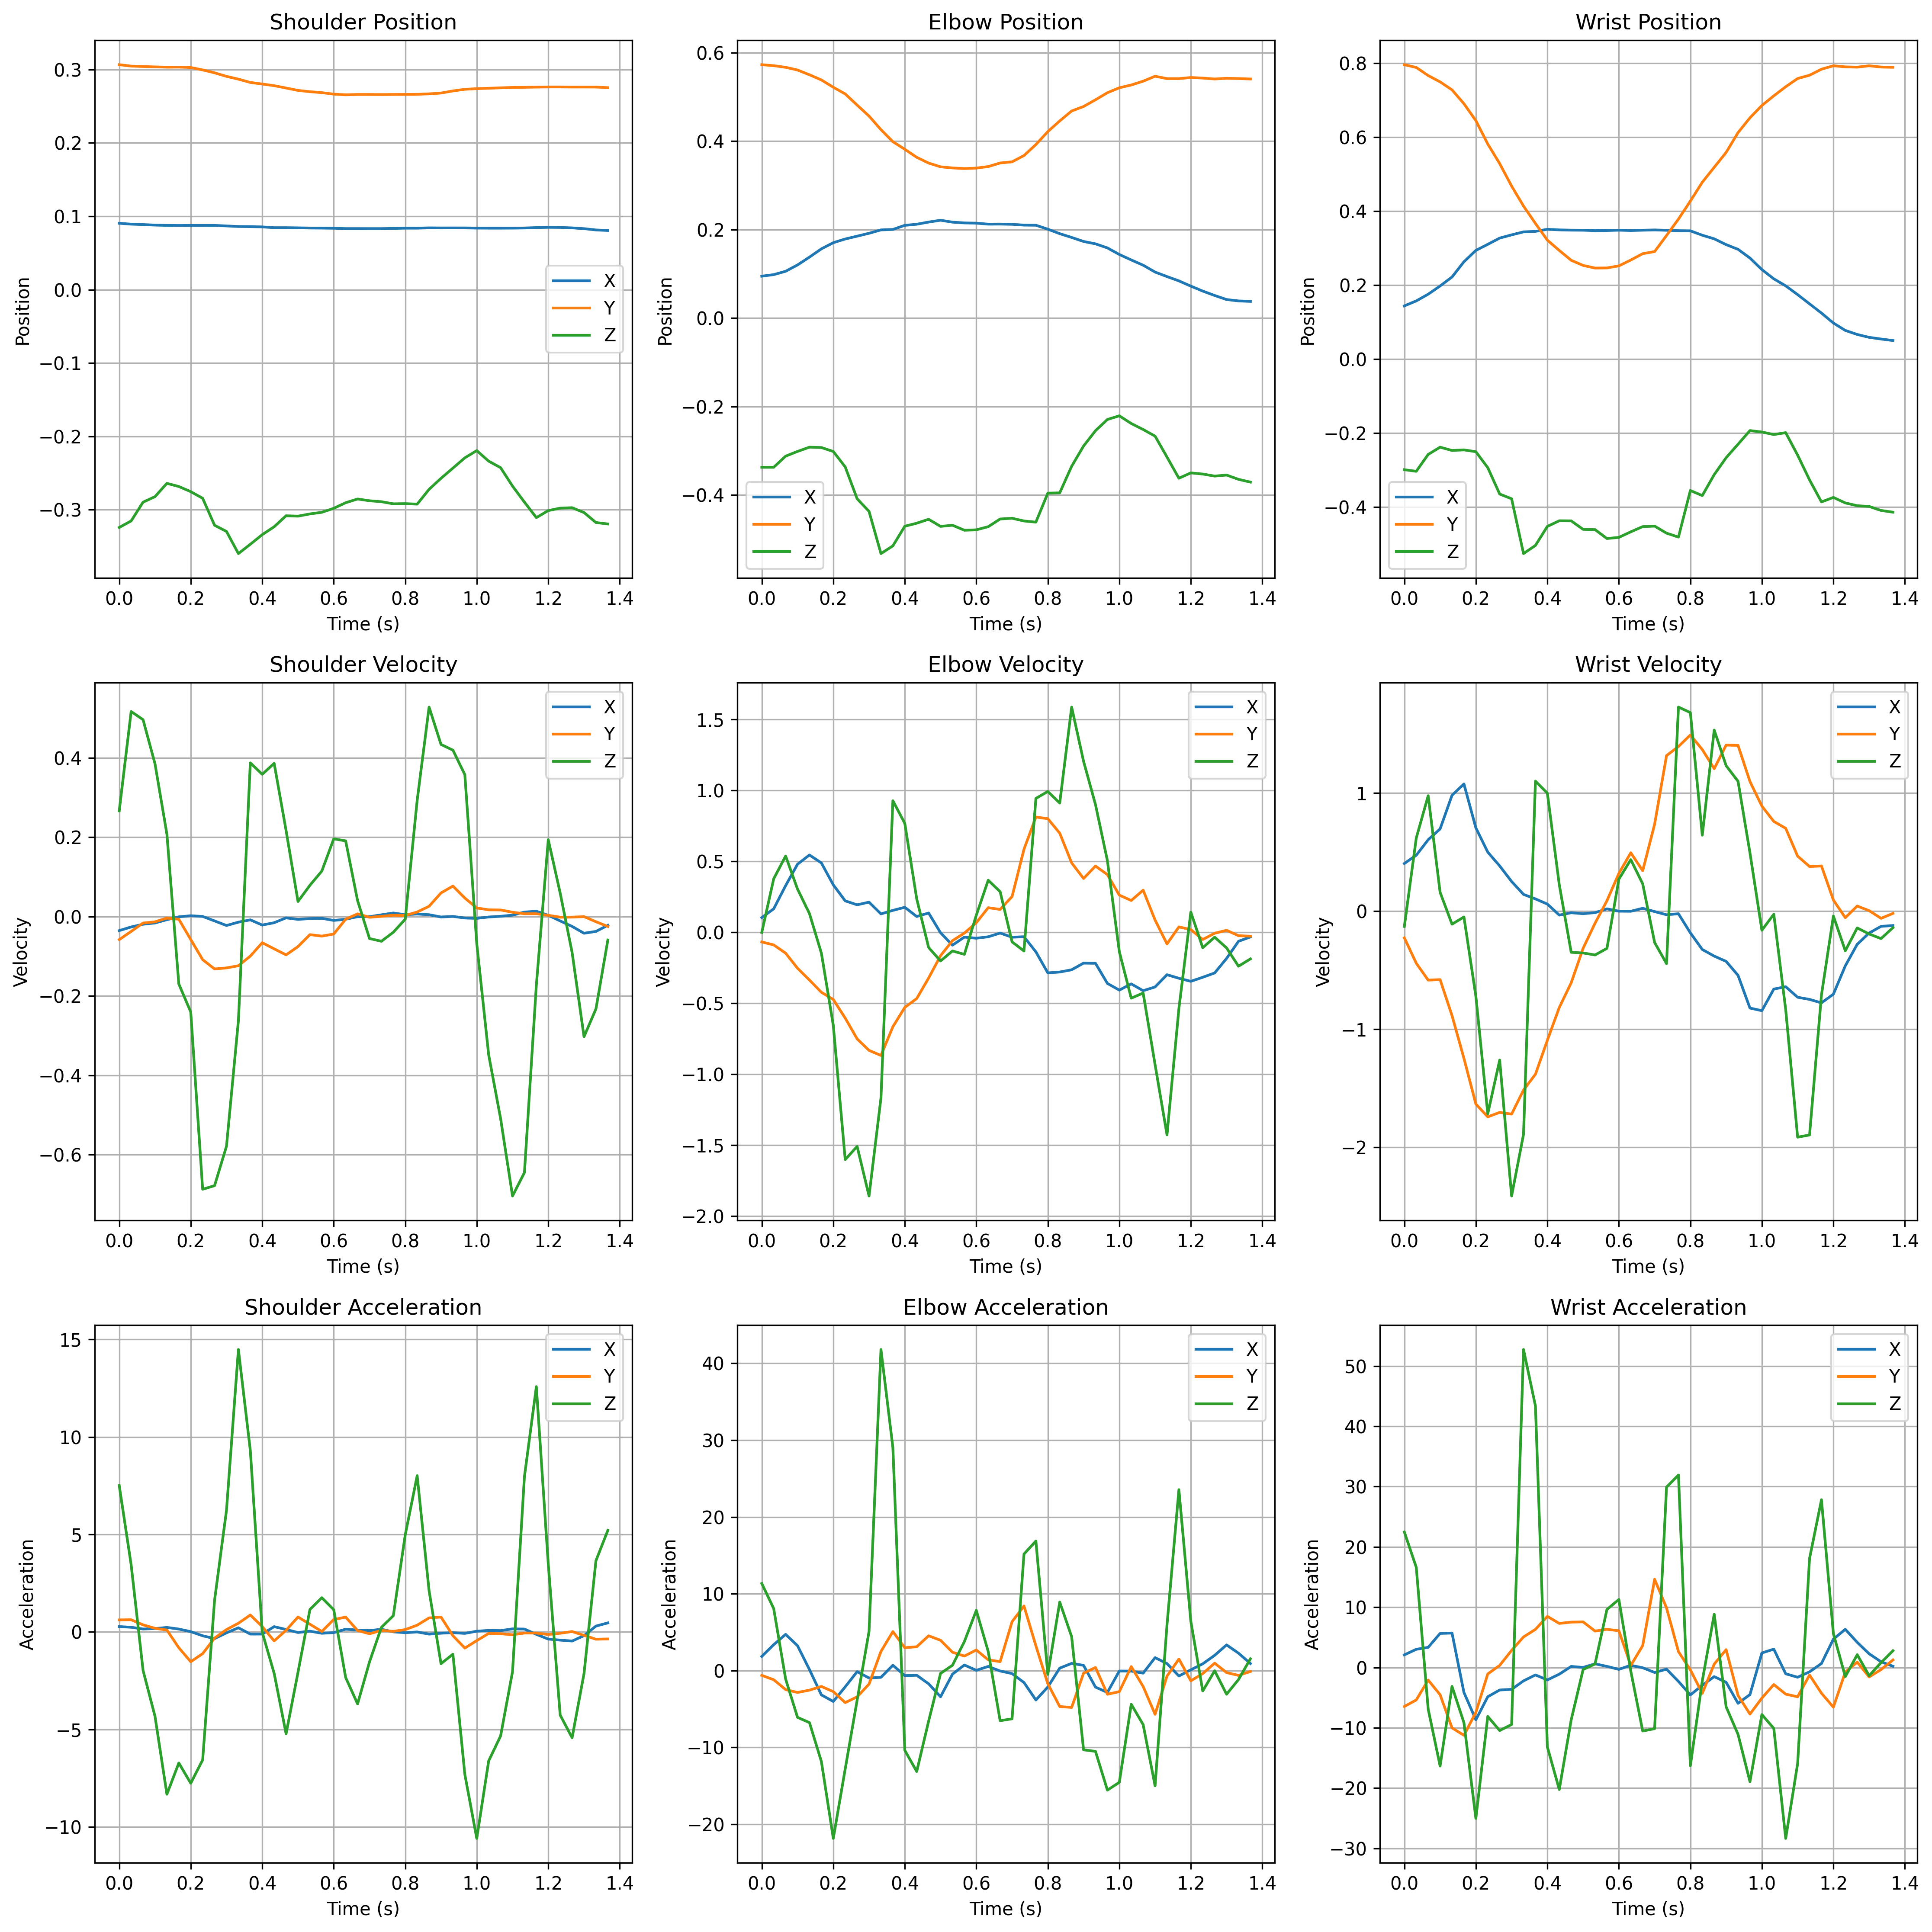 Shoulder Position
Position
0.3
0.2
0.1
0.0
−0.1
−0.2
−0.3
X
Y
Z
0.0 0.2 0.4 0.6 0.8 1.0 1.2 1.4
Time (s)
Elbow Position
Position
0.6
0.4
0.2
0.0
−0.2
−0.4
X
Y
Z
0.0 0.2 0.4 0.6 0.8 1.0 1.2 1.4
Time (s)
Wrist Position
Position
0.8
0.6
0.4
0.2
0.0
−0.2
−0.4
X
Y
Z
0.0 0.2 0.4 0.6 0.8 1.0 1.2 1.4
Time (s)
Shoulder Velocity
Velocity
0.4
0.2
0.0
−0.2
−0.4
−0.6
X
Y
Z
0.0 0.2 0.4 0.6 0.8 1.0 1.2 1.4
Time (s)
Elbow Velocity
Velocity
1.5
1.0
0.5
0.0
−0.5
−1.0
−1.5
−2.0
X
Y
Z
0.0 0.2 0.4 0.6 0.8 1.0 1.2 1.4
Time (s)
Wrist Velocity
Velocity
1
0
−1
−2
X
Y
Z
0.0 0.2 0.4 0.6 0.8 1.0 1.2 1.4
Time (s)
Shoulder Acceleration
Acceleration
15
10
5
0
−5
−10
X
Y
Z
0.0 0.2 0.4 0.6 0.8 1.0 1.2 1.4
Time (s)
Elbow Acceleration
Acceleration
40
30
20
10
0
−10
−20
X
Y
Z
0.0 0.2 0.4 0.6 0.8 1.0 1.2 1.4
Time (s)
Wrist Acceleration
Acceleration
50
40
30
20
10
0
−10
−20
−30
X
Y
Z
0.0 0.2 0.4 0.6 0.8 1.0 1.2 1.4
Time (s)